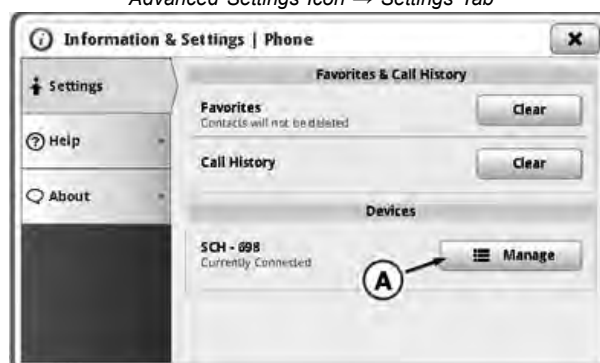 Advanced Settings Icon → Settings Tab
Information & Settings | Phone
Settings
Help
About
Favorites & Call History
Favorites
Contacts will not be deleted
Clear
Call History
Clear
Devices
SCH - 698
Currently Connected
Manage
A